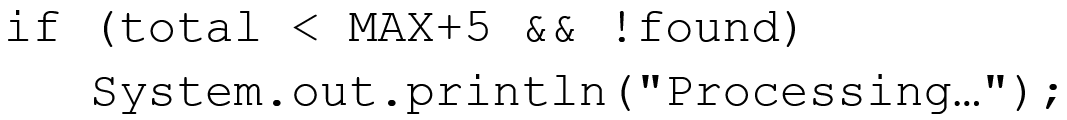 if (total < MAX+5 && !found)
System.out.println("Processing…");